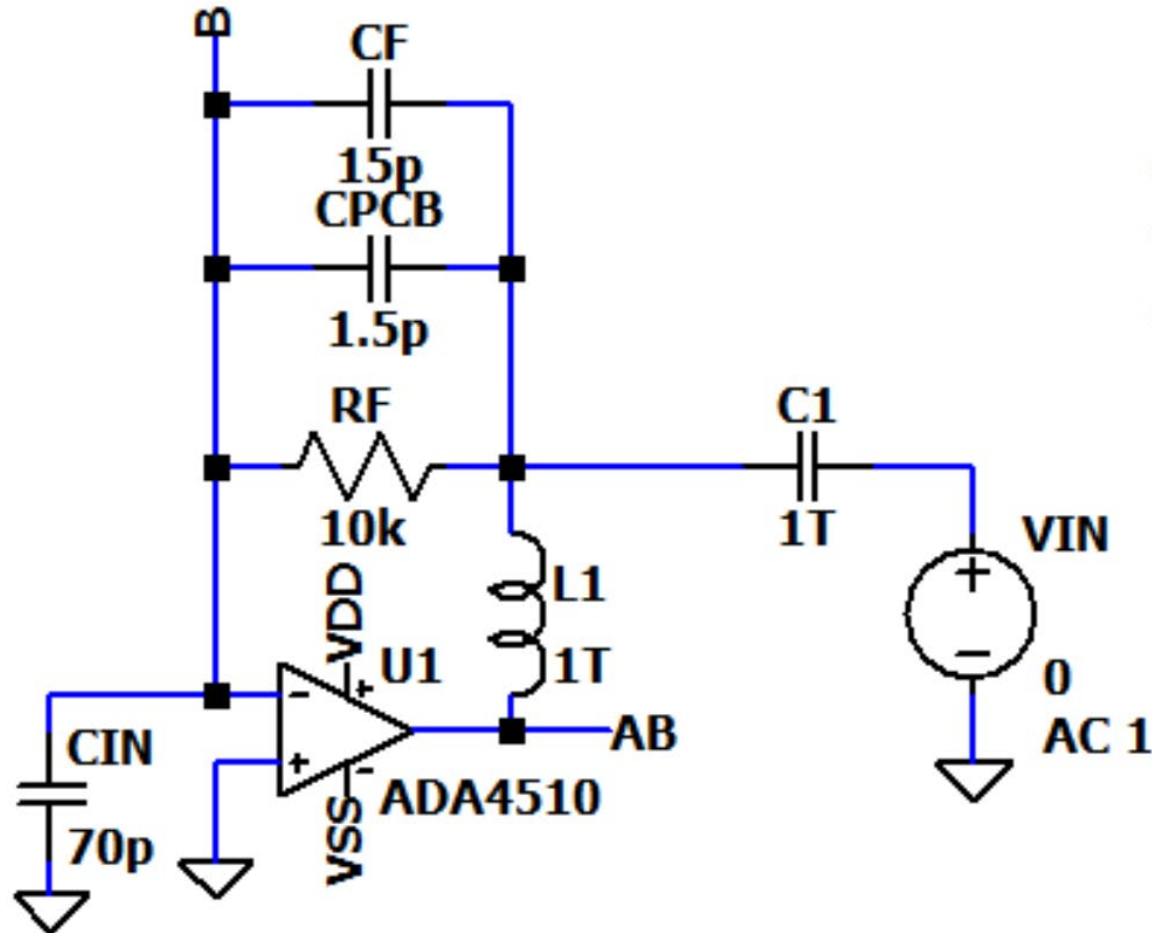 B
CF
15p
CPCB
1.5p
RF
10k
C1
1T
VIN
0
AC 1
L1
1T
VDD
U1
CIN
70p
-
+
+
-
AB
ADA4510
VSS
+
-